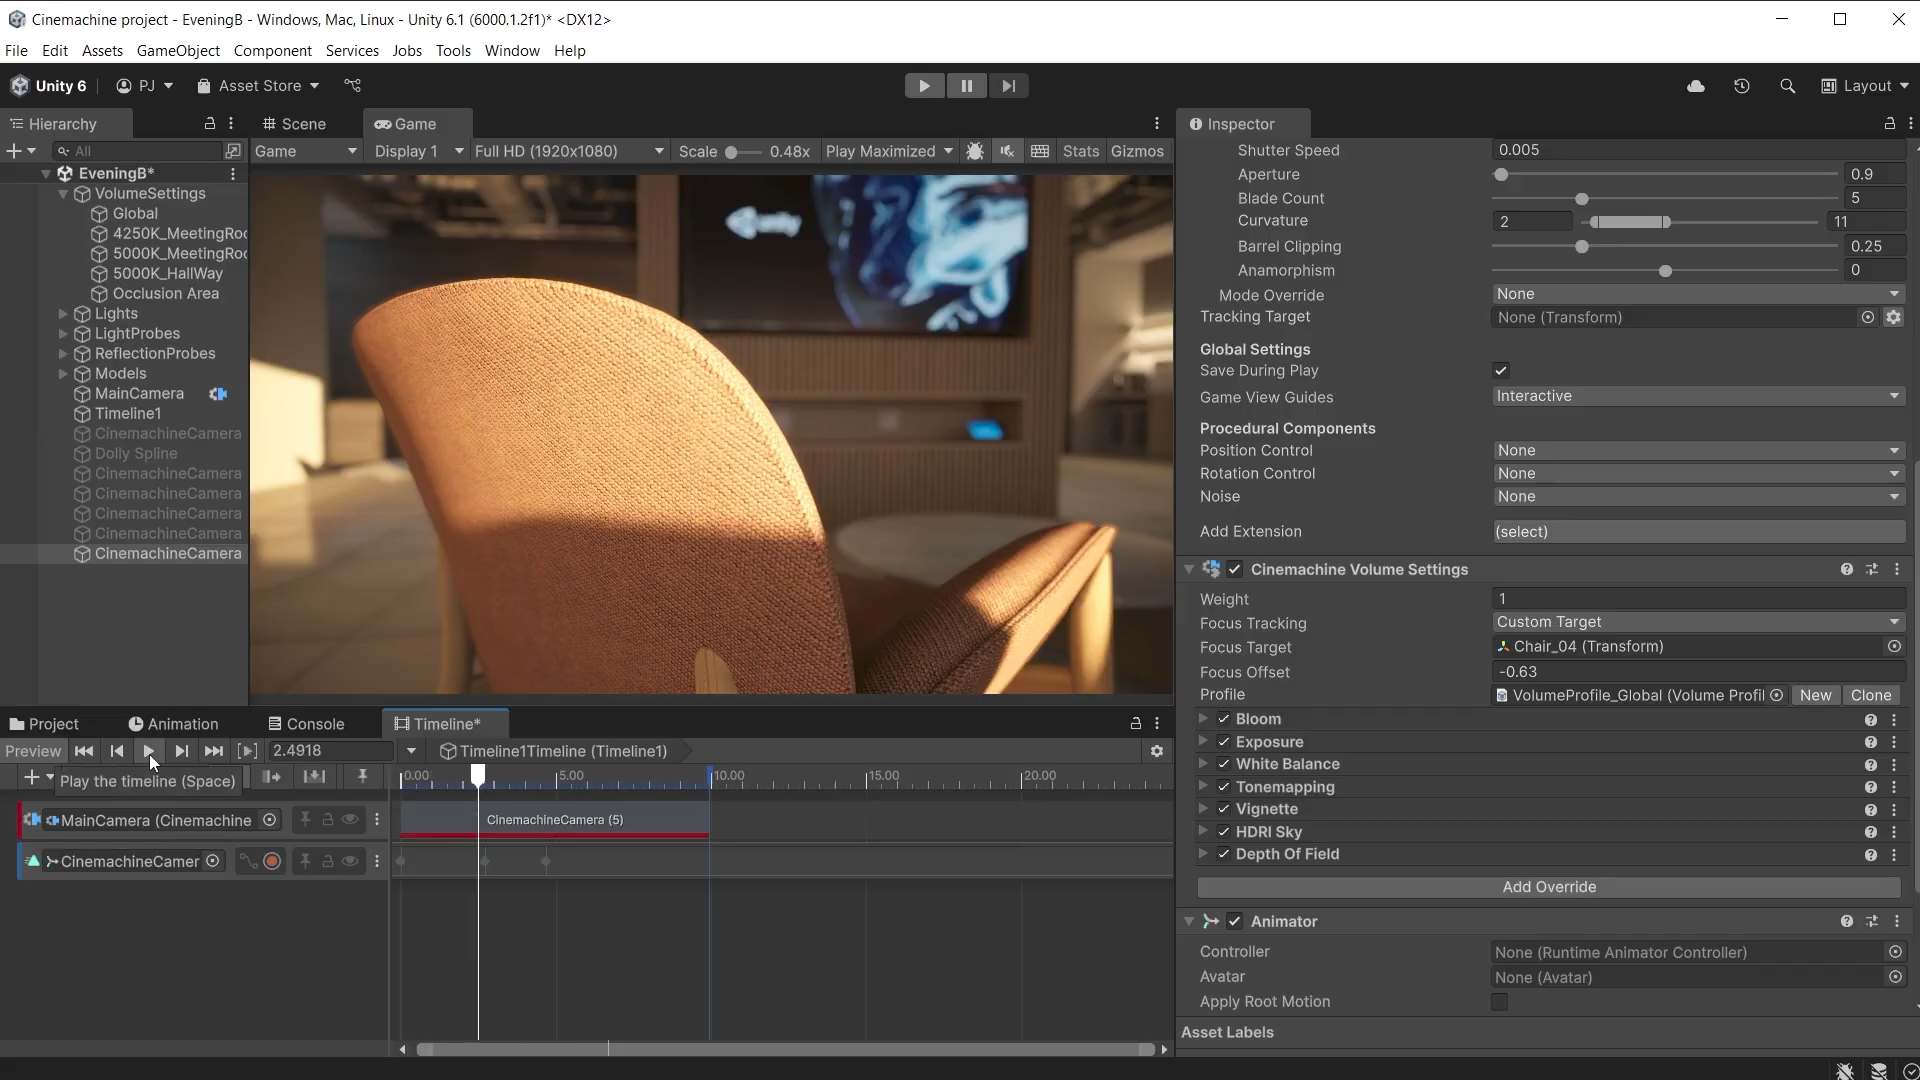 Cinemachine project - EveningB - Windows, Mac, Linux - Unity 6.1 (6000.1.2f1)* <DX12>
File Edit Assets GameObject Component Services Jobs Tools Window Help
Unity 6 PJ Asset Store Layout
Hierarchy Scene Game Inspector
All Game Display 1 Full HD (1920x1080) Scale 0.48x Play Maximized Stats Gizmos
EveningB*
VolumeSettings
Global
4250K_MeetingRoo
5000K_MeetingRoo
5000K_HallWay
Occlusion Area
Lights
LightProbes
ReflectionProbes
Models
MainCamera
Timeline1
CinemachineCamera
Dolly Spline
CinemachineCamera
CinemachineCamera
CinemachineCamera
CinemachineCamera
CinemachineCamera
unity
Shutter Speed 0.005
Aperture 0.9
Blade Count 5
Curvature 2 11
Barrel Clipping 0.25
Anamorphism 0
Mode Override None
Tracking Target None (Transform)
Global Settings
Save During Play
Game View Guides Interactive
Procedural Components
Position Control None
Rotation Control None
Noise None
Add Extension (select)
Cinemachine Volume Settings
Weight 1
Focus Tracking Custom Target
Focus Target Chair_04 (Transform)
Focus Offset -0.63
Profile VolumeProfile_Global (Volume Profil New Clone
Bloom
Exposure
White Balance
Tonemapping
Vignette
HDRI Sky
Depth Of Field
Add Override
Animator
Controller None (Runtime Animator Controller)
Avatar None (Avatar)
Apply Root Motion
Asset Labels
Project Animation Console Timeline*
Preview 2.4918 Timeline1Timeline (Timeline1)
Play the timeline (Space) 0.00 5.00 10.00 15.00 20.00
MainCamera (Cinemachine CinemachineCamera (5)
CinemachineCamer